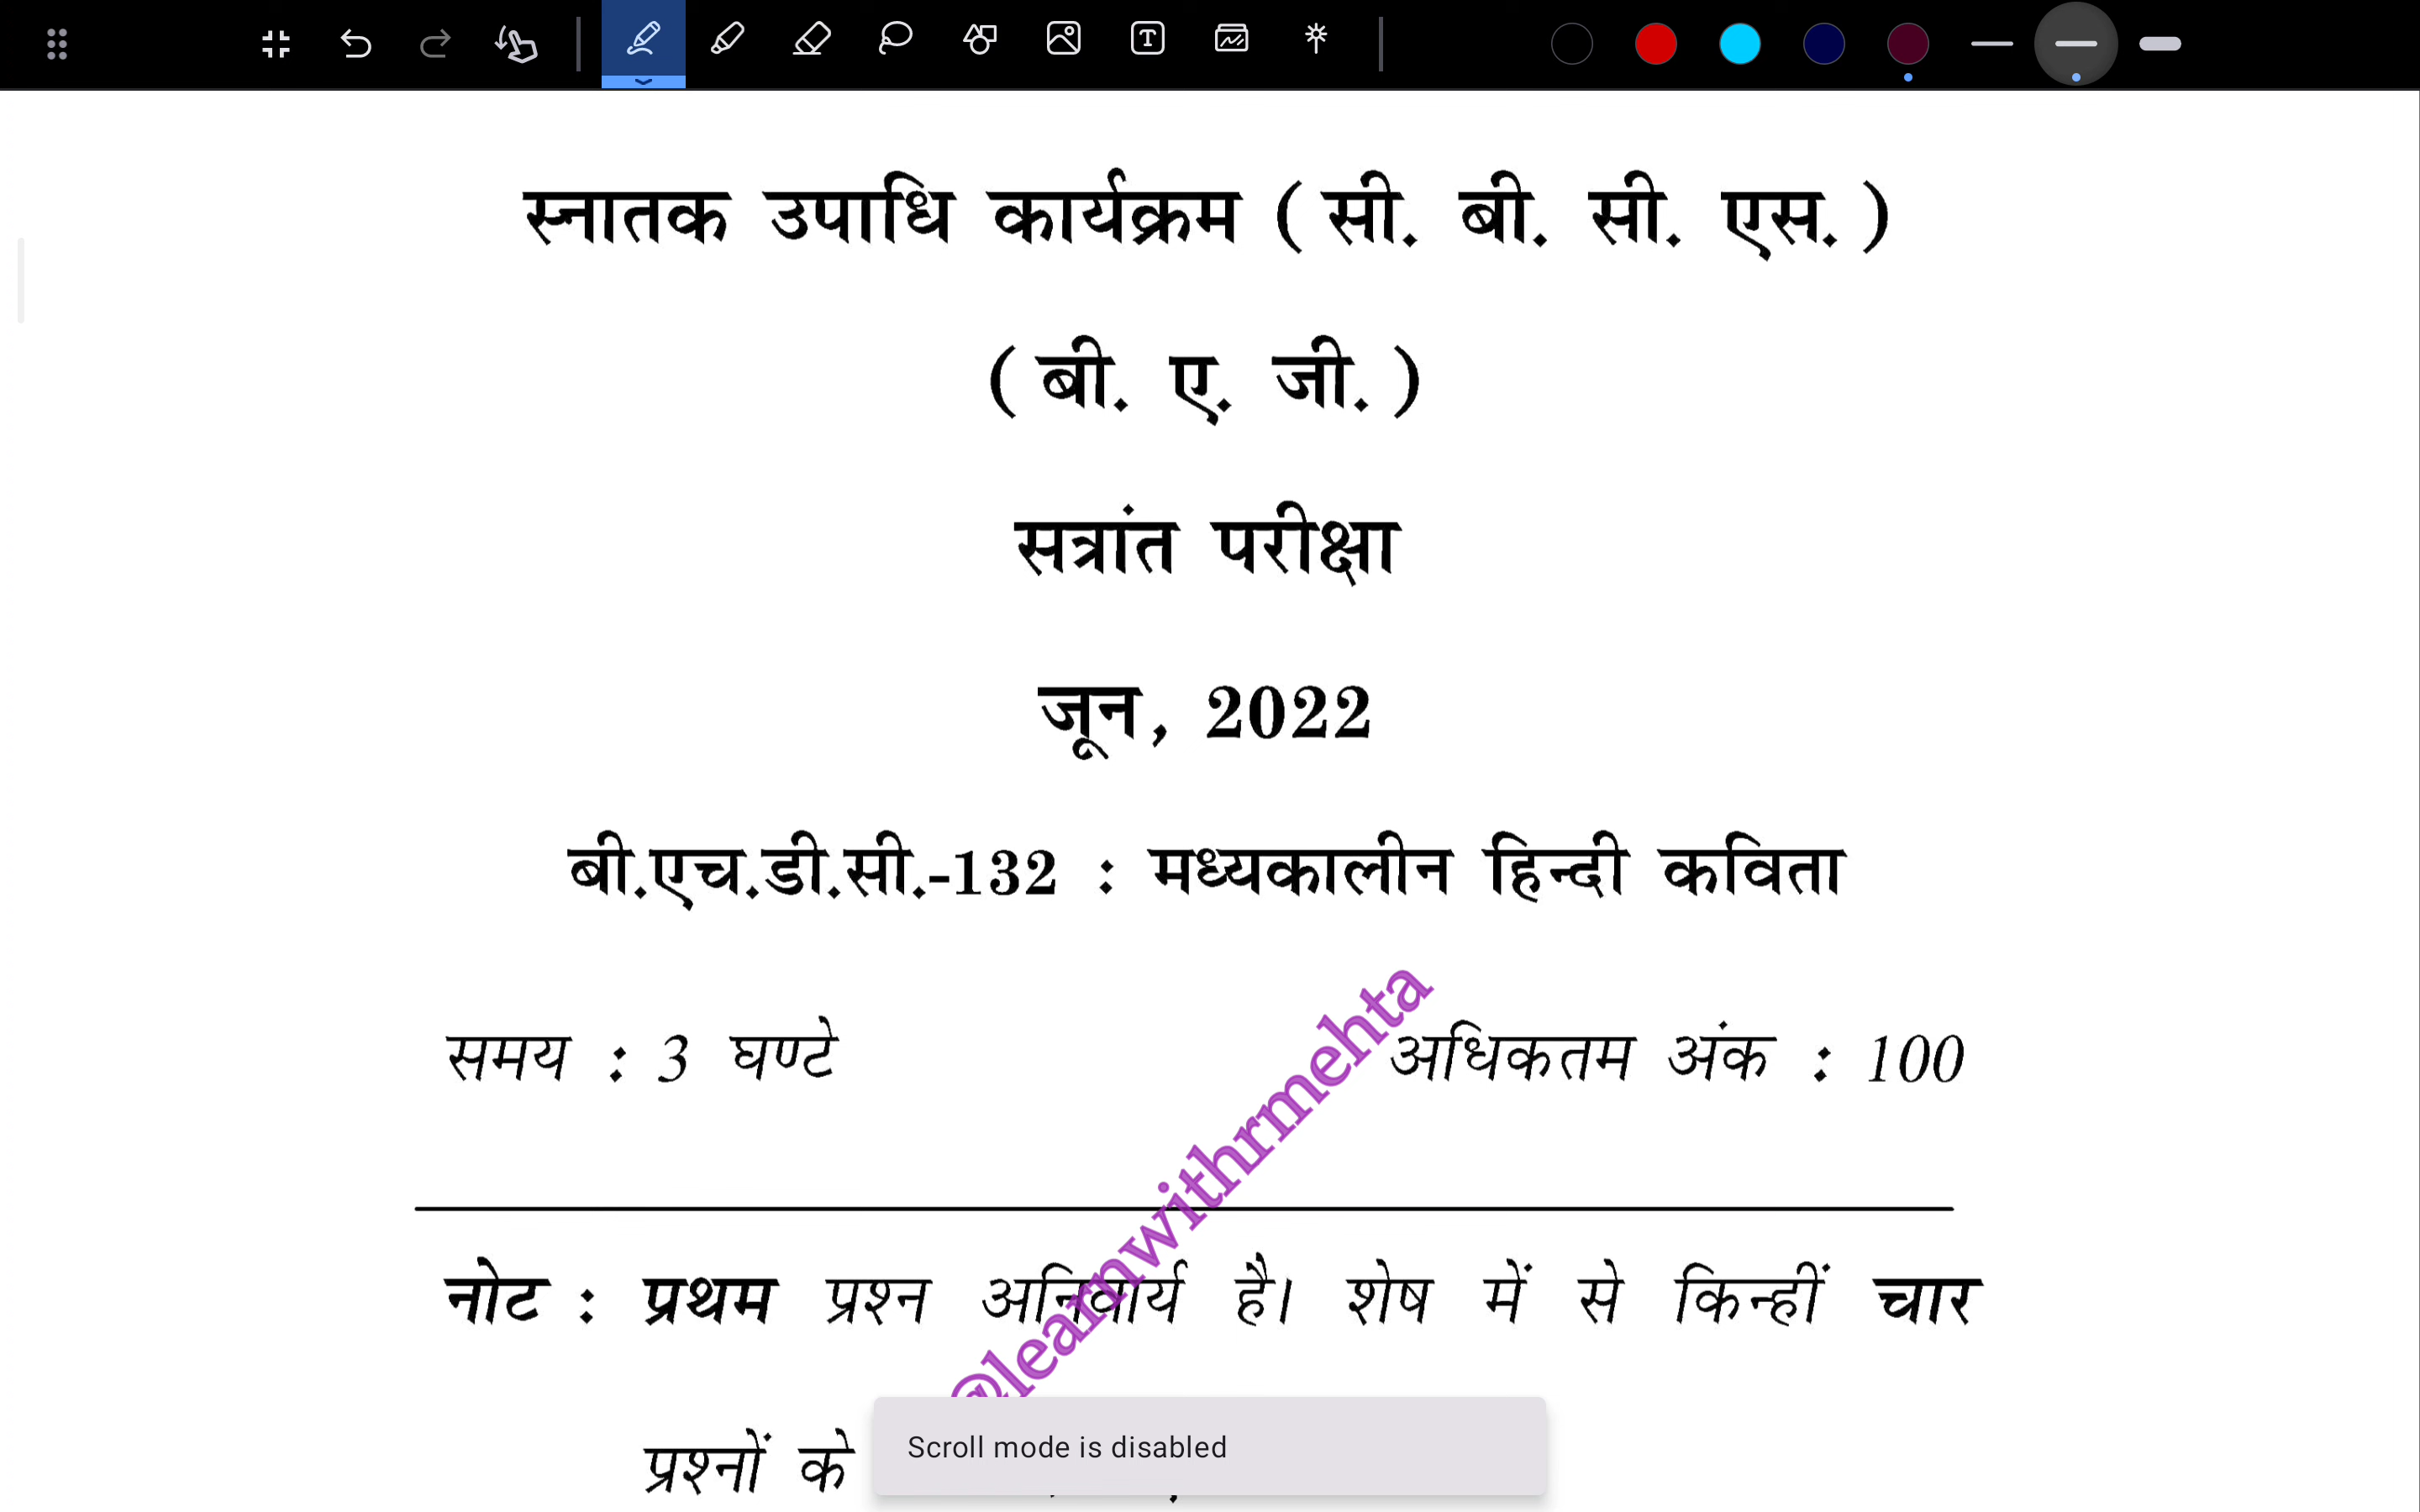 स्नातक उपाधि कार्यक्रम ( सी. बी. सी. एस. )
( बी. ए. जी. )
सत्रांत परीक्षा
जून, 2022
बी.एच.डी.सी.-132 : मध्यकालीन हिन्दी कविता
समय : 3 घण्टे अधिकतम अंक : 100
@learnwithrmehta
नोट : प्रथम प्रश्न अनिवार्य है। शेष में से किन्हीं चार
प्रश्नों के
Scroll mode is disabled